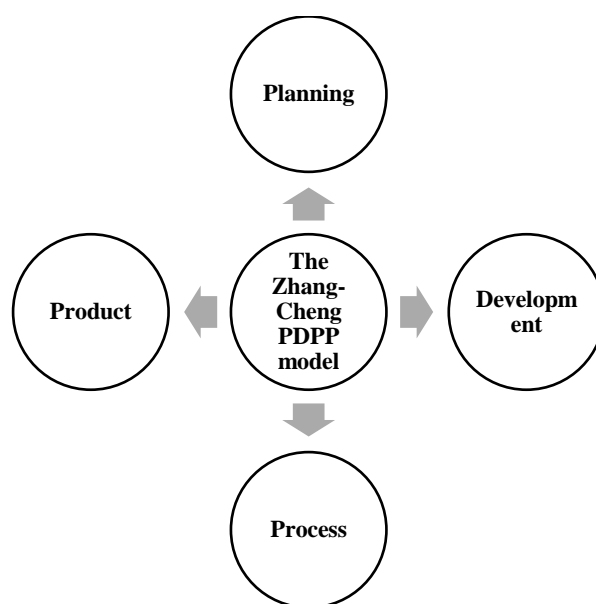 Planning
Product
The
Zhang-
Cheng
PDPP
model
Developm
ent
Process